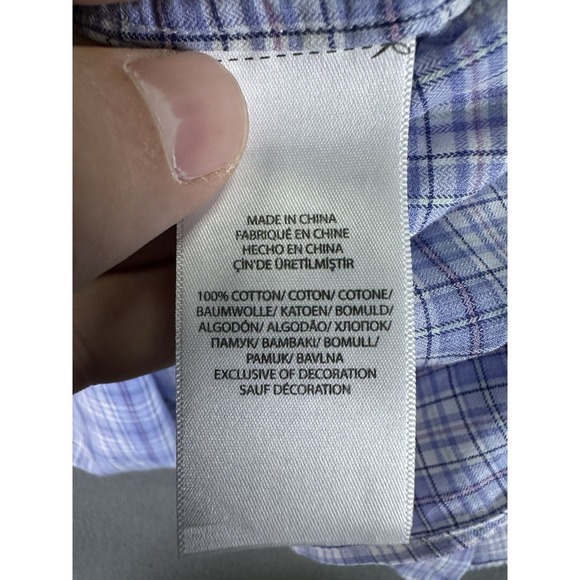 MADE IN CHINA
FABRIQUÉ EN CHINE
HECHO EN CHINA
ÇİN'DE ÜRETİLMİŞTİR
100% COTTON/ COTON/ COTONE/
BAUMWOLLE/ KATOEN/ BOMULD/
ALGODÓN/ ALGODÃO/ ХЛОПОК/
ПАМУК/ BAMBAKI/ BOMULL/
PAMUK/ BAVLNA
EXCLUSIVE OF DECORATION
SAUF DÉCORATION